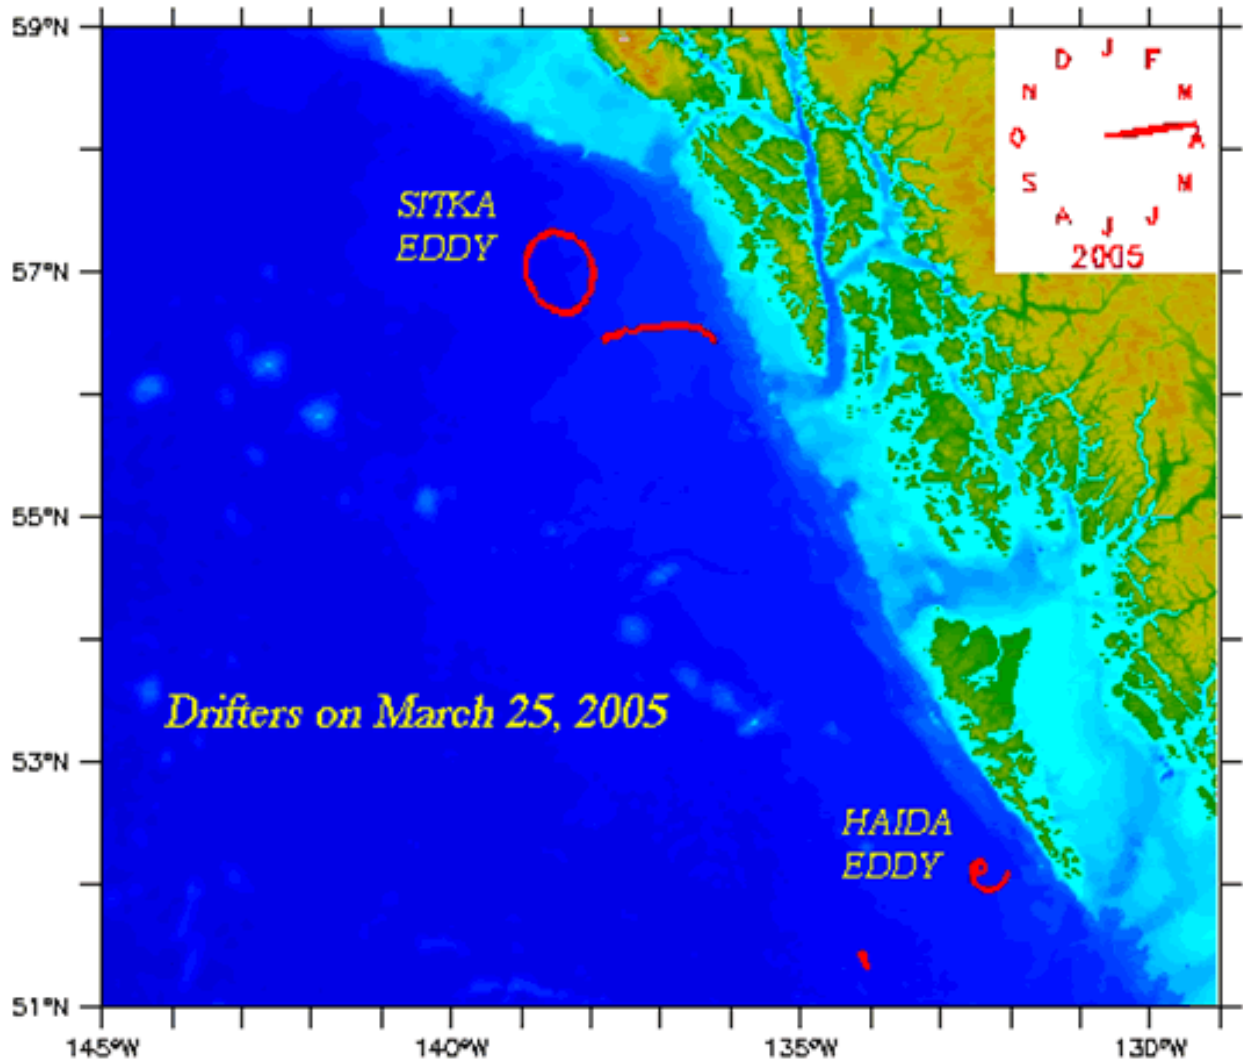 59°N
57°N
55°N
53°N
51°N
145°W
140°W
135°W
130°W
SITKA
EDDY
Drifters on March 25, 2005
HAIDA
EDDY
J
F
M
A
M
J
J
A
S
O
N
D
2005